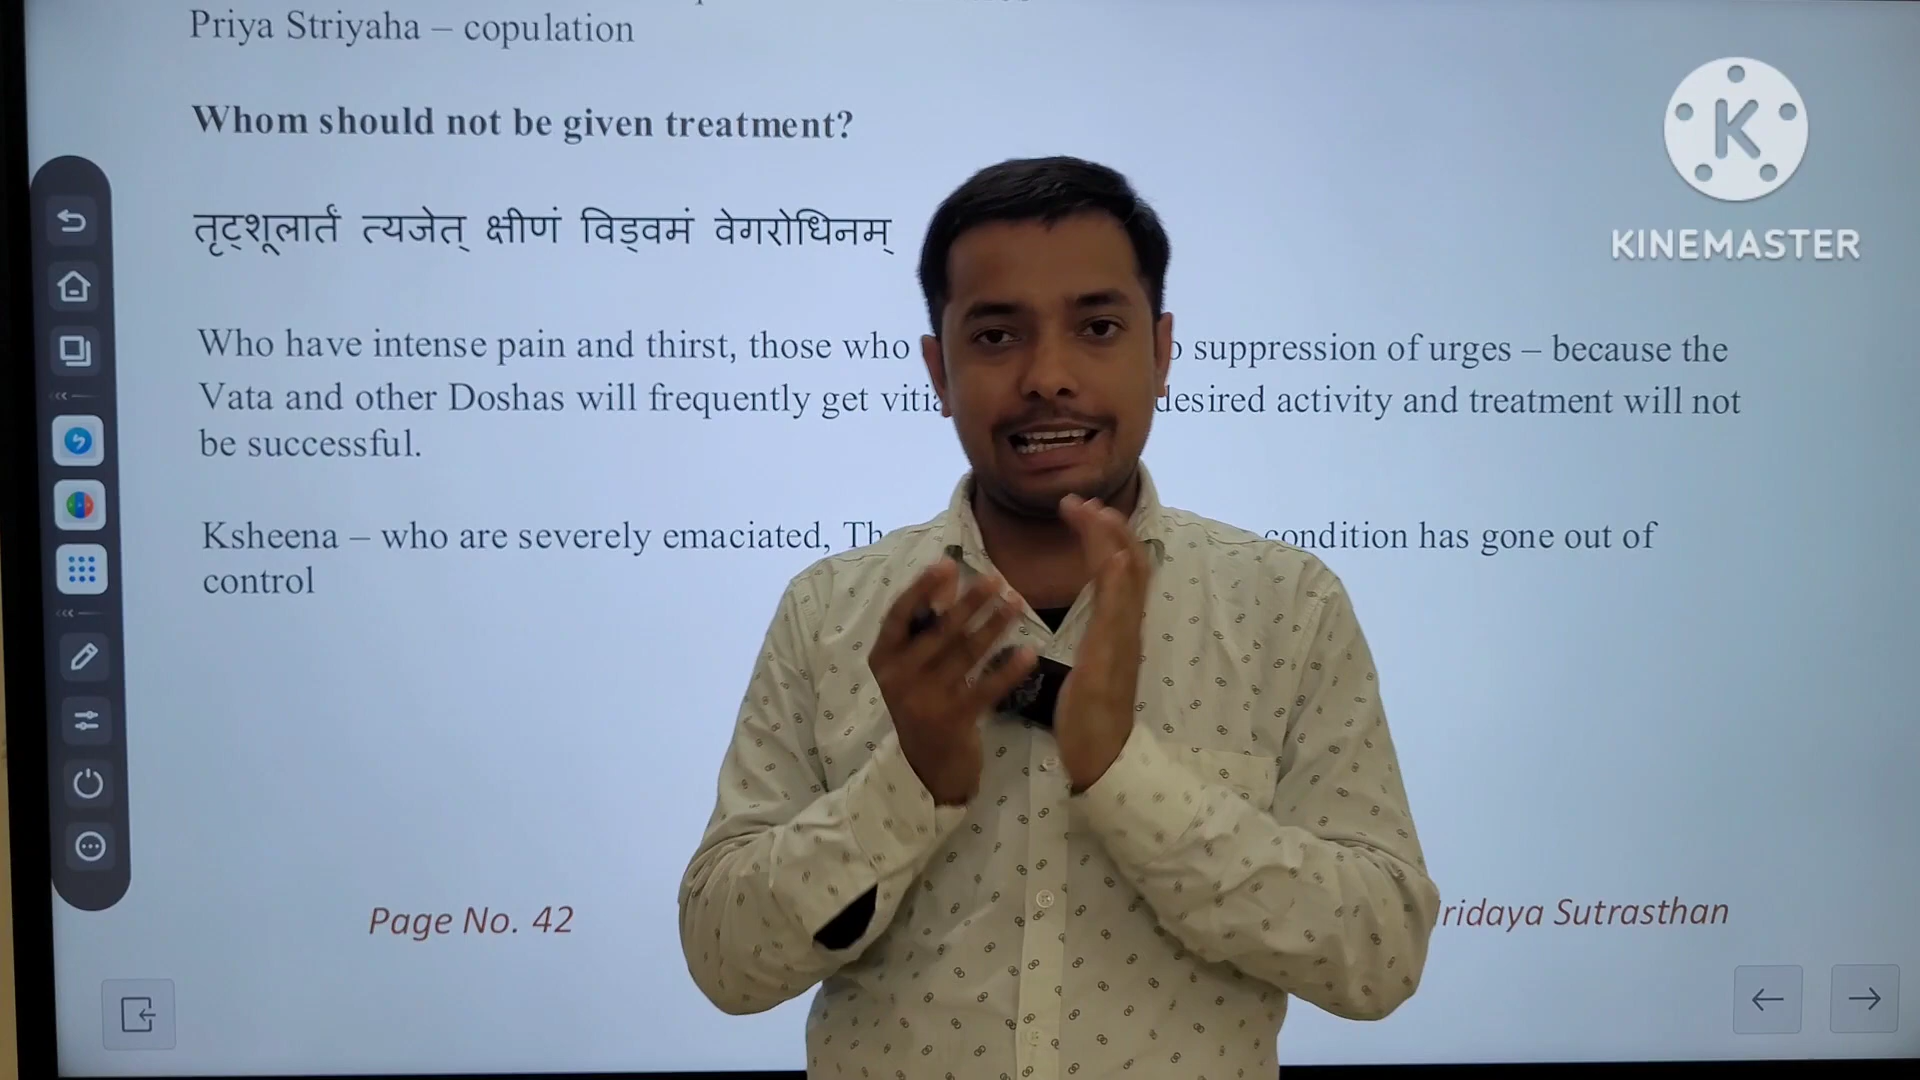 Priya Striyaha – copulation
Whom should not be given treatment?
तृट्शूलार्तं त्यजेत् क्षीणं विड्वमं वेगरोधिनम्
Who have intense pain and thirst, those who suppression of urges – because the
Vata and other Doshas will frequently get desired activity and treatment will not
be successful.
Ksheena – who are severely emaciated, condition has gone out of
control
Page No. 42
Sutrasthan
K
KINEMASTER